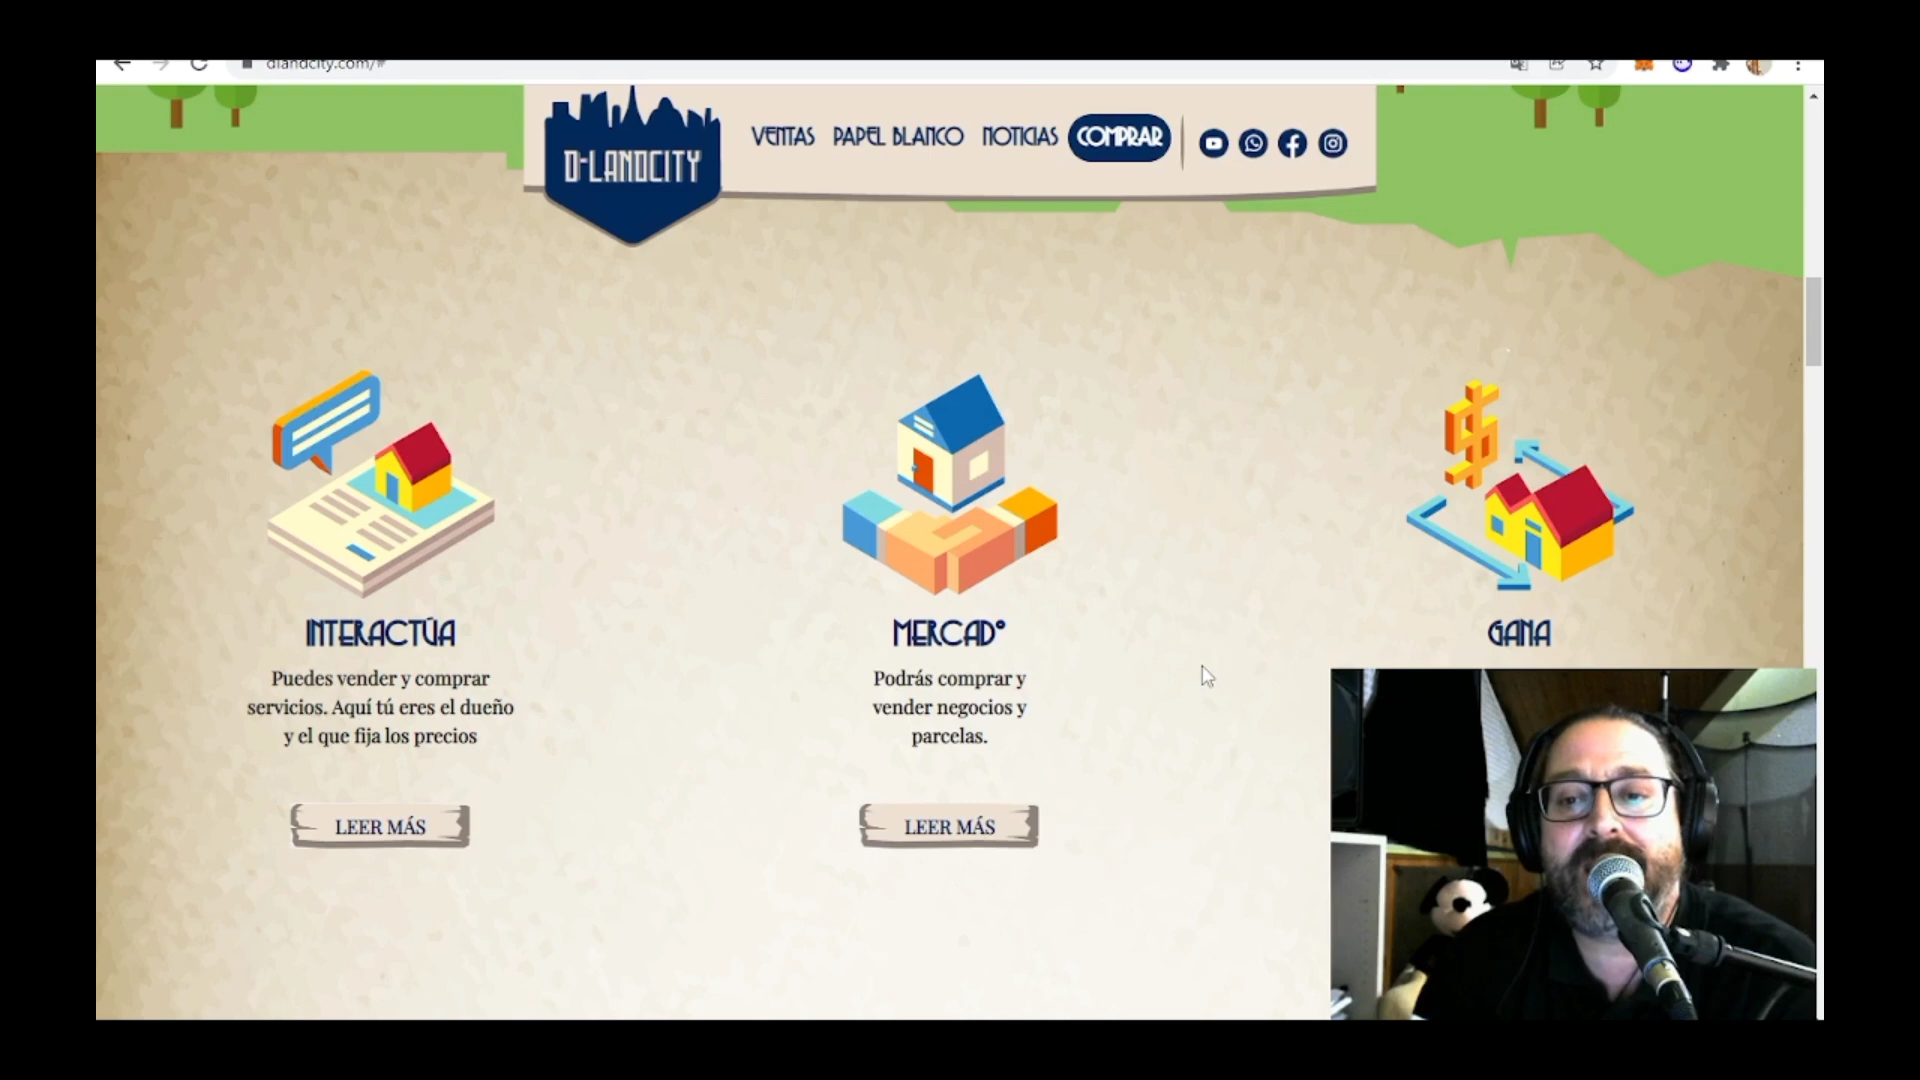 dlandcity.com/#
D-LANDCITY
VENTAS PAPEL BLANCO NOTICIAS COMPRAR
INTERACTÚA
Puedes vender y comprar
servicios. Aquí tú eres el dueño
y el que fija los precios
LEER MÁS
MERCADO
Podrás comprar y
vender negocios y
parcelas.
LEER MÁS
GANA